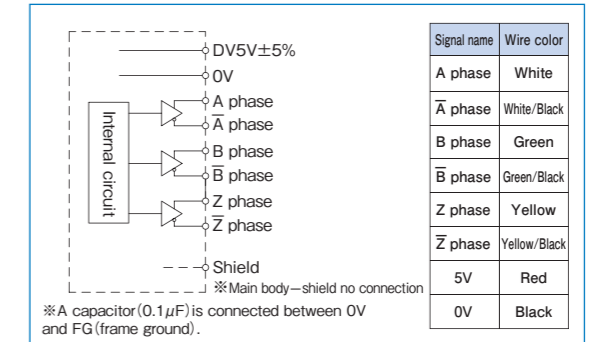 DV5V±5%
0V
A phase
A̅ phase
B phase
B̅ phase
Z phase
Z̅ phase
Internal circuit
Shield
※Main body−shield no connection
※A capacitor(0.1μF)is connected between 0V
and FG(frame ground).
Signal name Wire color
A phase White
A̅ phase White/Black
B phase Green
B̅ phase Green/Black
Z phase Yellow
Z̅ phase Yellow/Black
5V Red
0V Black